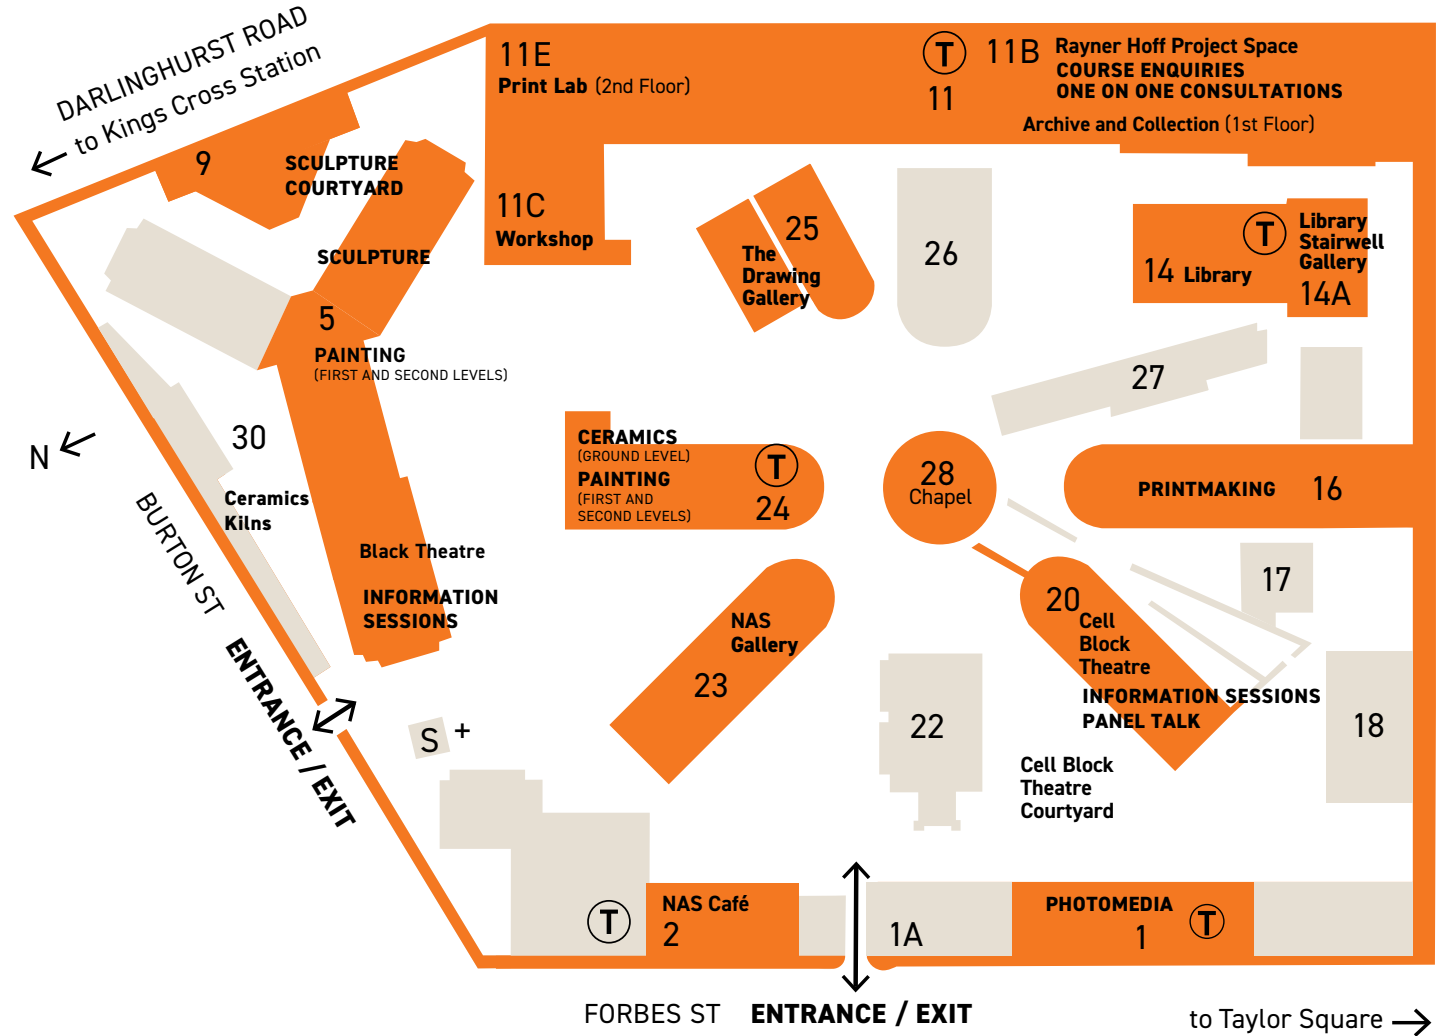 DARLINGHURST ROAD
to Kings Cross Station
11E
Print Lab (2nd Floor)
T
11
11B
Rayner Hoff Project Space
COURSE ENQUIRIES
ONE ON ONE CONSULTATIONS
Archive and Collection (1st Floor)
9
SCULPTURE
COURTYARD
11C
Workshop
SCULPTURE
25
The
Drawing
Gallery
26
T
Library
Stairwell
Gallery
14 Library
14A
5
PAINTING
(FIRST AND SECOND LEVELS)
27
N
30
Ceramics
Kilns
CERAMICS
(GROUND LEVEL)
PAINTING
(FIRST AND
SECOND LEVELS)
T
24
28
Chapel
PRINTMAKING 16
BURTON ST
Black Theatre
INFORMATION
SESSIONS
17
20
Cell
Block
Theatre
INFORMATION SESSIONS
PANEL TALK
NAS
Gallery
23
ENTRANCE / EXIT
S +
22
18
Cell Block
Theatre
Courtyard
T
NAS Café
2
1A
PHOTOMEDIA
1
T
FORBES ST ENTRANCE / EXIT
to Taylor Square